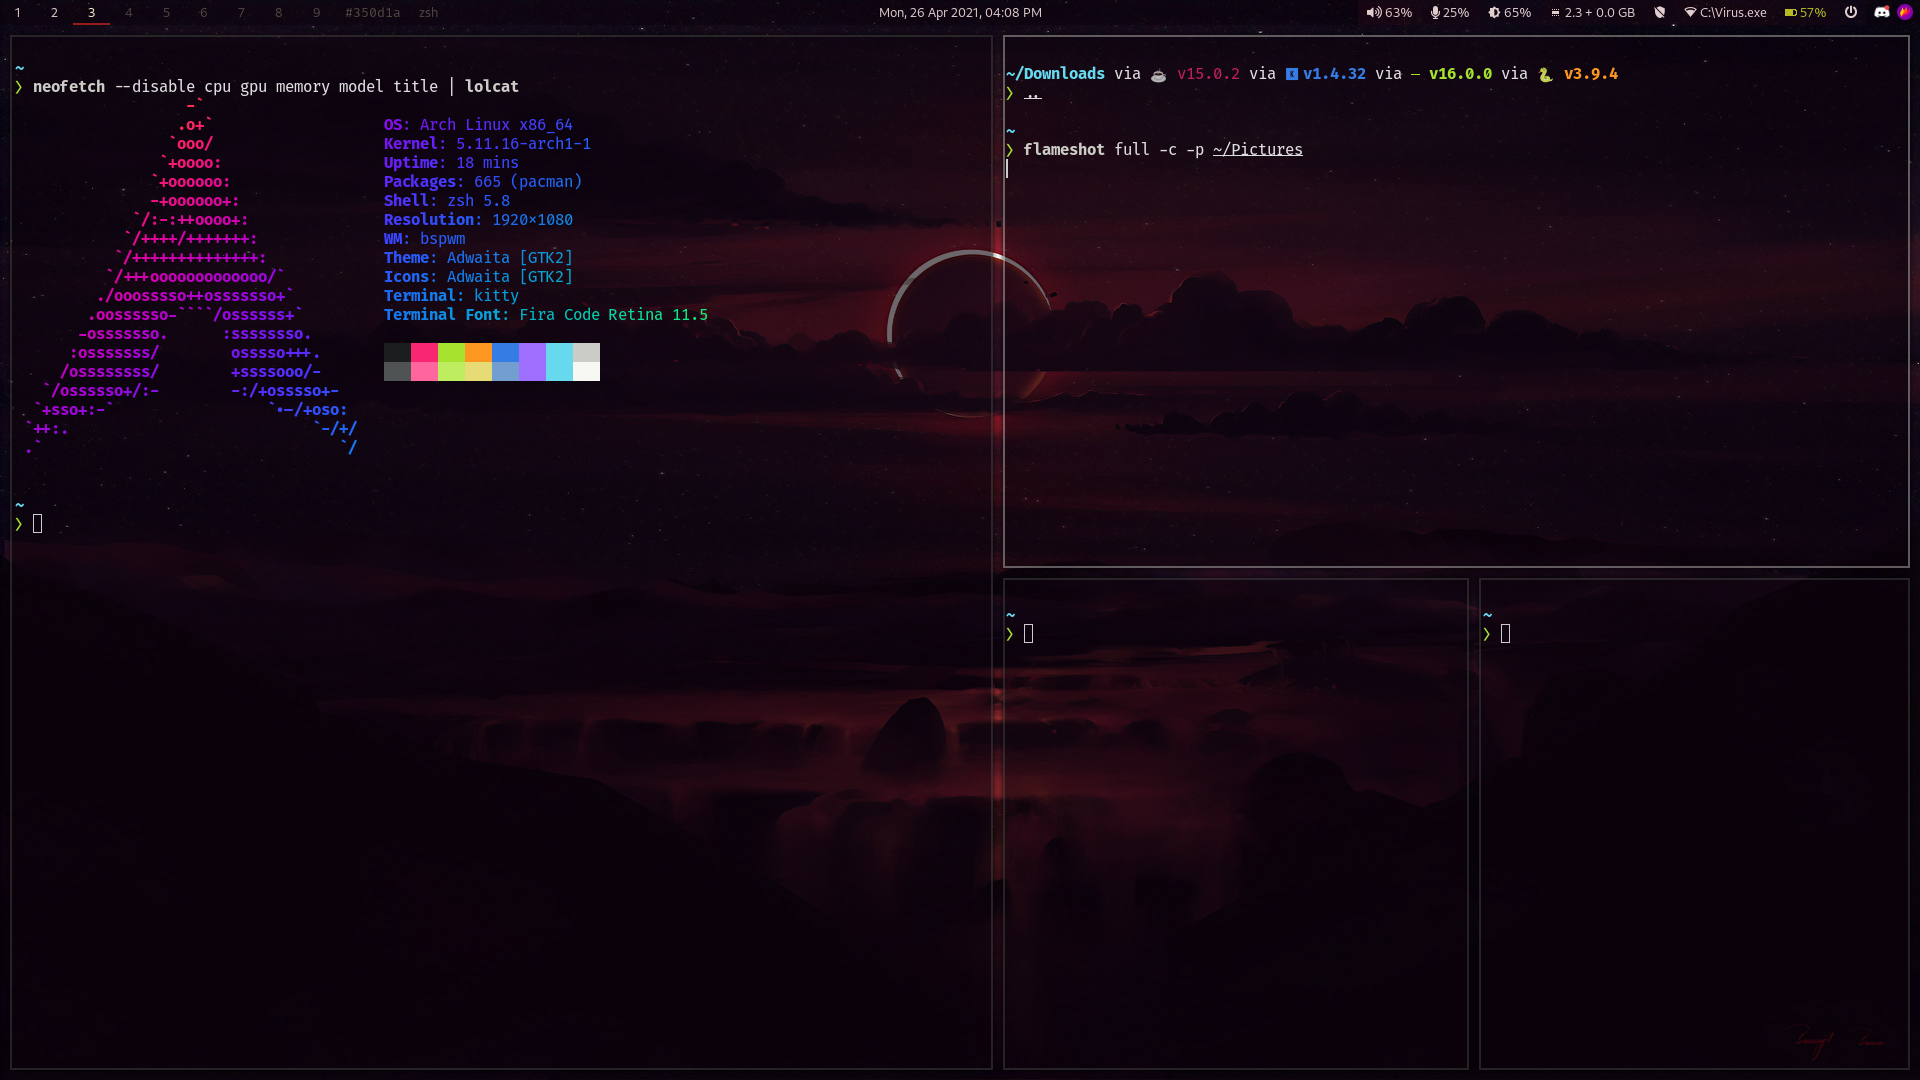 1 2 3 4 5 6 7 8 9 #350d1a zsh
Mon, 26 Apr 2021, 04:08 PM
63% 25% 65% 2.3 + 0.0 GB C:\Virus.exe 57%
~
❯ neofetch --disable cpu gpu memory model title | lolcat
-`
.o+`
`ooo/
`+oooo:
`+oooooo:
-+oooooo+:
`/:-:++oooo+:
`/++++/+++++++:
`/++++++++++++++:
`/+++ooooooooooooo/`
./ooosssso++osssssso+`
.oossssso-````/ossssss+`
-osssssso. :ssssssso.
:osssssss/ osssso+++.
/ossssssss/ +ssssooo/-
`/ossssso+/:- -:/+osssso+-
`+sso+:-` `.-/+oso:
`++:. `-/+/
.` `/
OS: Arch Linux x86_64
Kernel: 5.11.16-arch1-1
Uptime: 18 mins
Packages: 665 (pacman)
Shell: zsh 5.8
Resolution: 1920×1080
WM: bspwm
Theme: Adwaita [GTK2]
Icons: Adwaita [GTK2]
Terminal: kitty
Terminal Font: Fira Code Retina 11.5
~
❯
~/Downloads via ☕ v15.0.2 via 🅺 v1.4.32 via — v16.0.0 via 🐍 v3.9.4
❯ ..
~
❯ flameshot full -c -p ~/Pictures
~
❯
~
❯